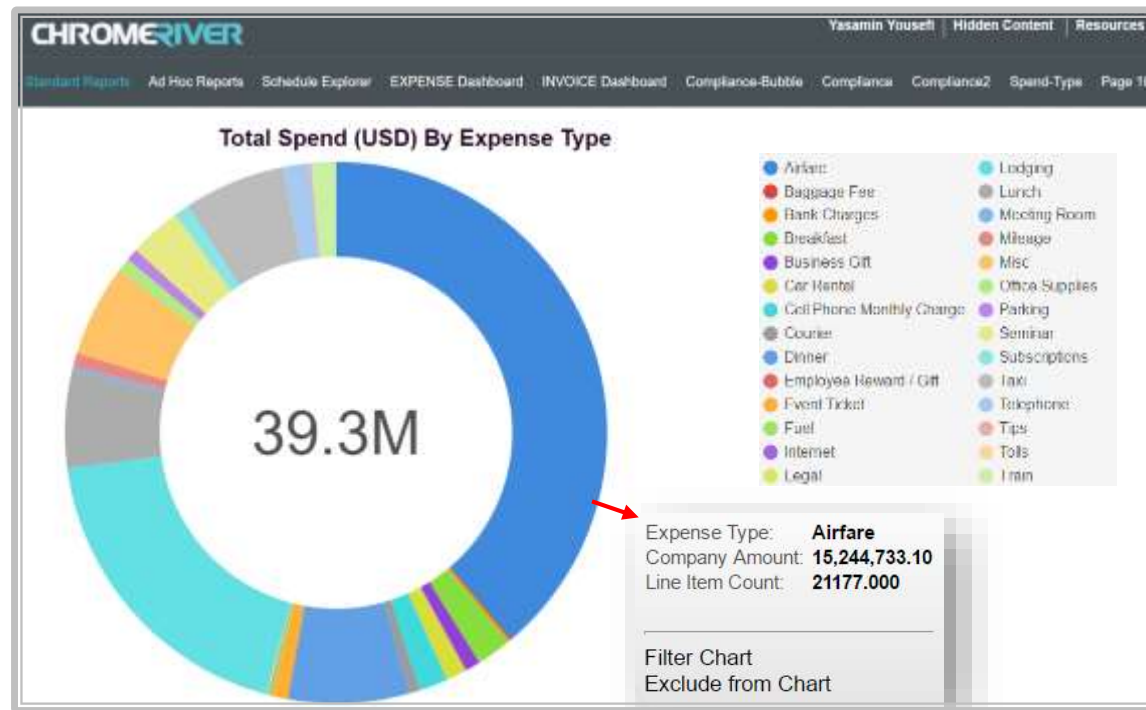 CHROMERIVER
Yasamin Yousefi | Hidden Content | Resources
Standard Reports Ad Hoc Reports Schedule Explorer EXPENSE Dashboard INVOICE Dashboard Compliance-Bubble Compliance Compliance2 Spend-Type Page
Total Spend (USD) By Expense Type
Airfare
Baggage Fee
Bank Charges
Breakfast
Business Gift
Car Rental
Cell Phone Monthly Charge
Courier
Dinner
Employee Reward / Gift
Event Ticket
Fuel
Internet
Legal
Lodging
Lunch
Meeting Room
Mileage
Misc
Office Supplies
Parking
Seminar
Subscriptions
Taxi
Telephone
Tips
Tolls
Train
39.3M
Expense Type: Airfare
Company Amount: 15,244,733.10
Line Item Count: 21177.000
Filter Chart
Exclude from Chart